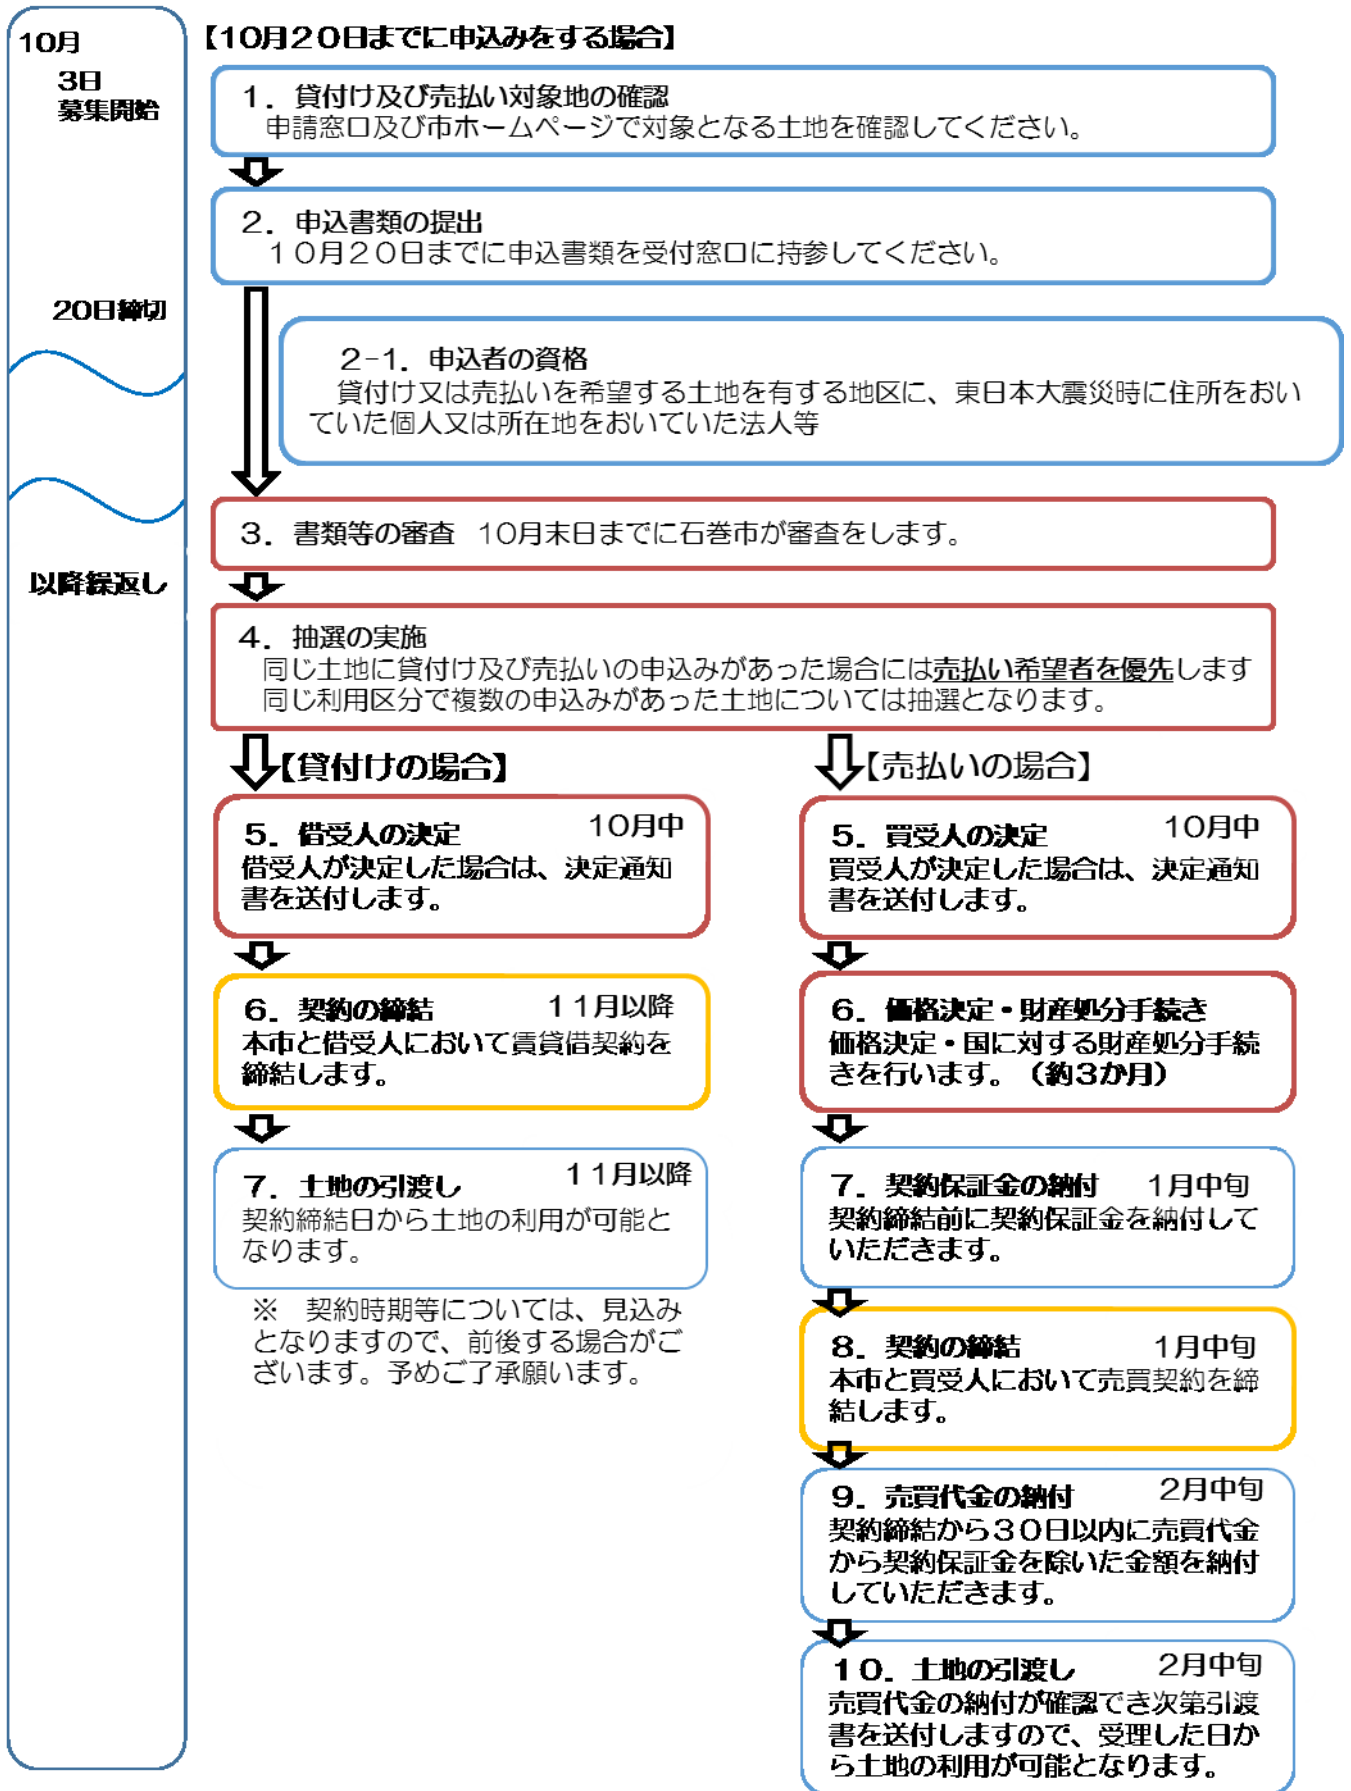 10月
3日
募集開始
20日締切
以降繰返し
【10月20日までに申込みをする場合】
1．貸付け及び売払い対象地の確認
申請窓口及び市ホームページで対象となる土地を確認してください。
2．申込書類の提出
10月20日までに申込書類を受付窓口に持参してください。
2-1．申込者の資格
貸付け又は売払いを希望する土地を有する地区に、東日本大震災時に住所をおい
ていた個人又は所在地をおいていた法人等
3．書類等の審査　10月末日までに石巻市が審査をします。
4．抽選の実施
同じ土地に貸付け及び売払いの申込みがあった場合には売払い希望者を優先します
同じ利用区分で複数の申込みがあった土地については抽選となります。
【貸付けの場合】
5．借受人の決定　10月中
借受人が決定した場合は、決定通知
書を送付します。
6．契約の締結　11月以降
本市と借受人において賃貸借契約を
締結します。
7．土地の引渡し　11月以降
契約締結日から土地の利用が可能と
なります。
※　契約時期等については、見込み
となりますので、前後する場合がご
ざいます。予めご了承願います。
【売払いの場合】
5．買受人の決定　10月中
買受人が決定した場合は、決定通知
書を送付します。
6．価格決定・財産処分手続き
価格決定・国に対する財産処分手続
きを行います。（約3か月）
7．契約保証金の納付　1月中旬
契約締結前に契約保証金を納付して
いただきます。
8．契約の締結　1月中旬
本市と買受人において売買契約を締
結します。
9．売買代金の納付　2月中旬
契約締結から30日以内に売買代金
から契約保証金を除いた金額を納付
していただきます。
10．土地の引渡し　2月中旬
売買代金の納付が確認でき次第引渡
書を送付しますので、受理した日か
ら土地の利用が可能となります。